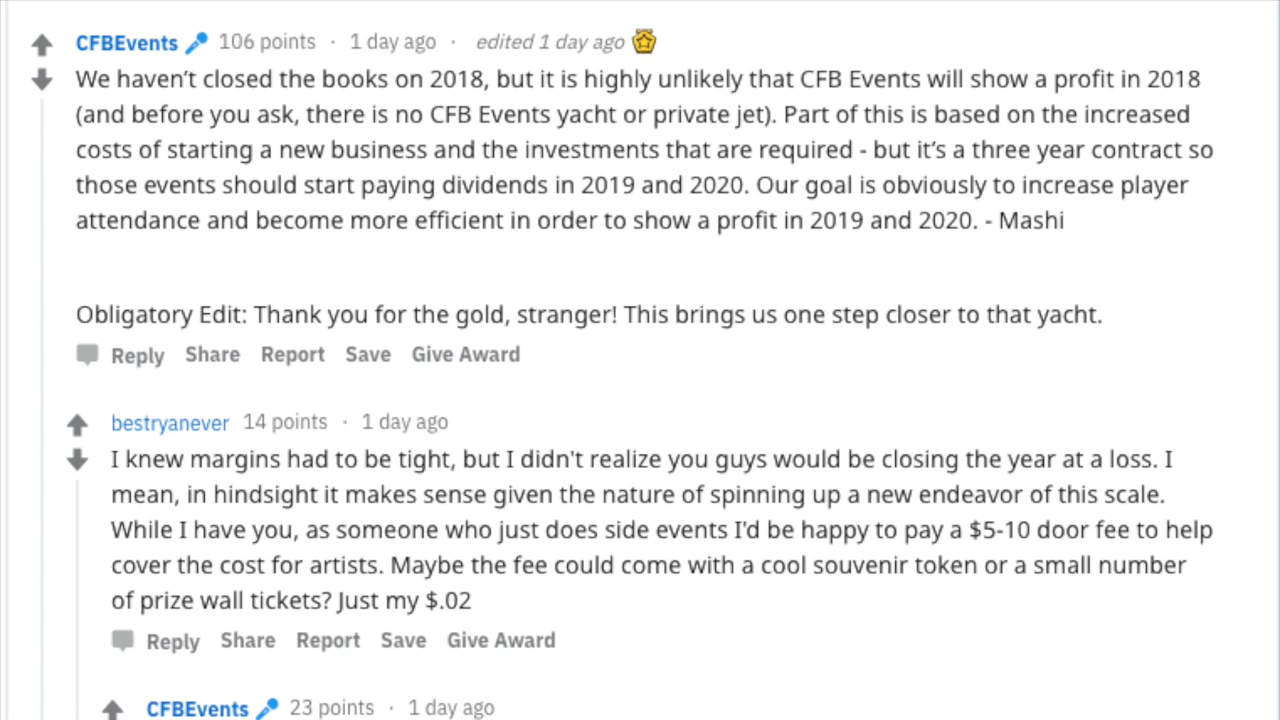 CFBEvents 106 points · 1 day ago · edited 1 day ago
We haven’t closed the books on 2018, but it is highly unlikely that CFB Events will show a profit in 2018
(and before you ask, there is no CFB Events yacht or private jet). Part of this is based on the increased
costs of starting a new business and the investments that are required - but it’s a three year contract so
those events should start paying dividends in 2019 and 2020. Our goal is obviously to increase player
attendance and become more efficient in order to show a profit in 2019 and 2020. - Mashi
Obligatory Edit: Thank you for the gold, stranger! This brings us one step closer to that yacht.
Reply Share Report Save Give Award
bestryanever 14 points · 1 day ago
I knew margins had to be tight, but I didn't realize you guys would be closing the year at a loss. I
mean, in hindsight it makes sense given the nature of spinning up a new endeavor of this scale.
While I have you, as someone who just does side events I'd be happy to pay a $5-10 door fee to help
cover the cost for artists. Maybe the fee could come with a cool souvenir token or a small number
of prize wall tickets? Just my $.02
Reply Share Report Save Give Award
CFBEvents 23 points · 1 day ago